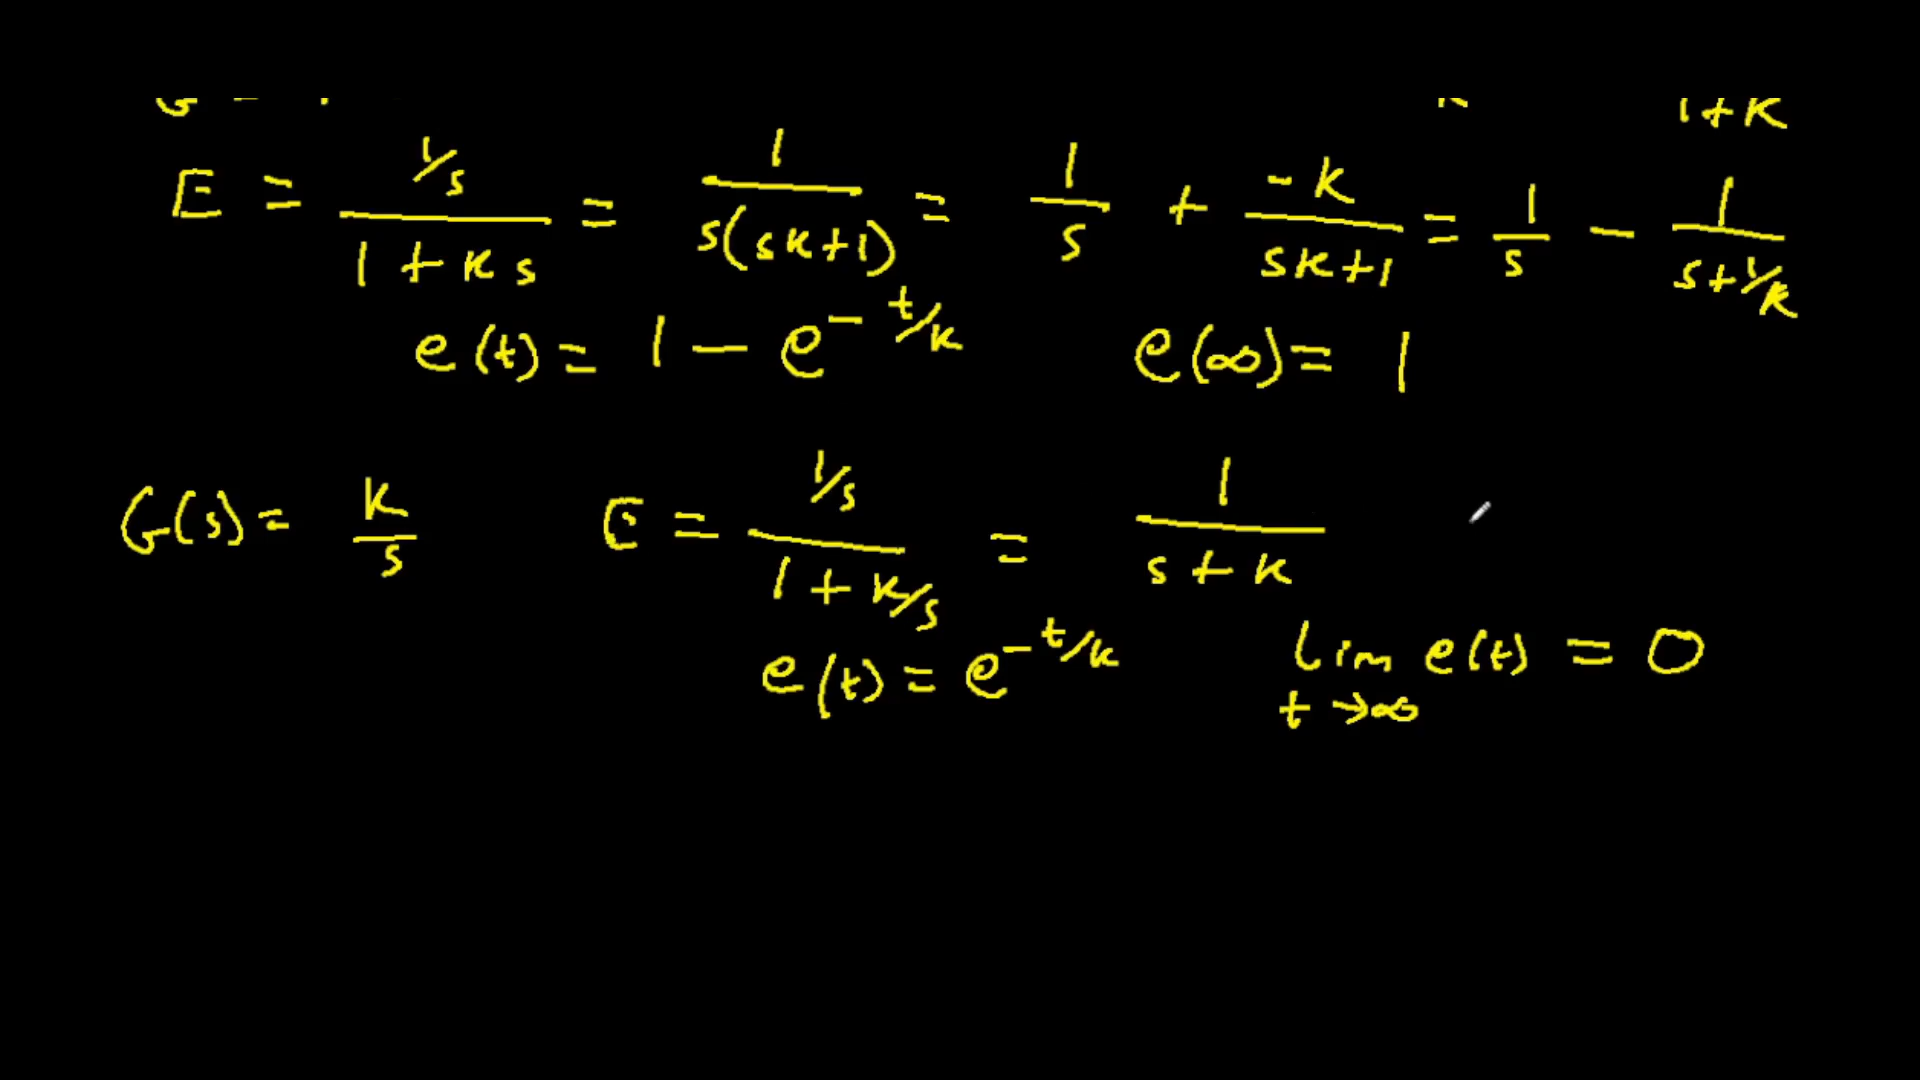 1+K
E = 1/s / 1 + Ks = 1 / s(sK+1) = 1/s + -K / sK+1 = 1/s - 1 / s+1/K
e(t) = 1 - e^- t/K e(∞) = 1
G(s) = K/s E = 1/s / 1 + K/s = 1 / s + K
e(t) = e^- t/K lim e(t) = 0
t →∞